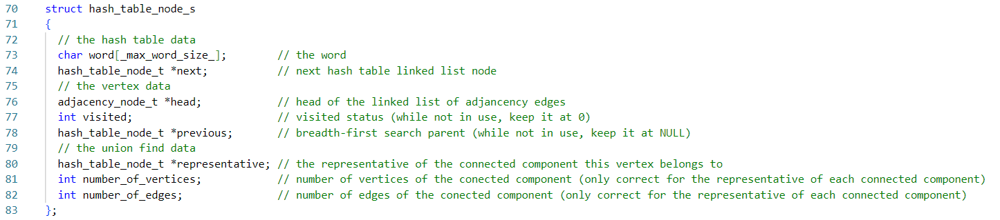 70 struct hash_table_node_s
71 {
72 // the hash table data
73 char word[_max_word_size_]; // the word
74 hash_table_node_t *next; // next hash table linked list node
75 // the vertex data
76 adjacency_node_t *head; // head of the linked list of adjancency edges
77 int visited; // visited status (while not in use, keep it at 0)
78 hash_table_node_t *previous; // breadth-first search parent (while not in use, keep it at NULL)
79 // the union find data
80 hash_table_node_t *representative; // the representative of the connected component this vertex belongs to
81 int number_of_vertices; // number of vertices of the conected component (only correct for the representative of each connected component)
82 int number_of_edges; // number of edges of the conected component (only correct for the representative of each connected component)
83 };